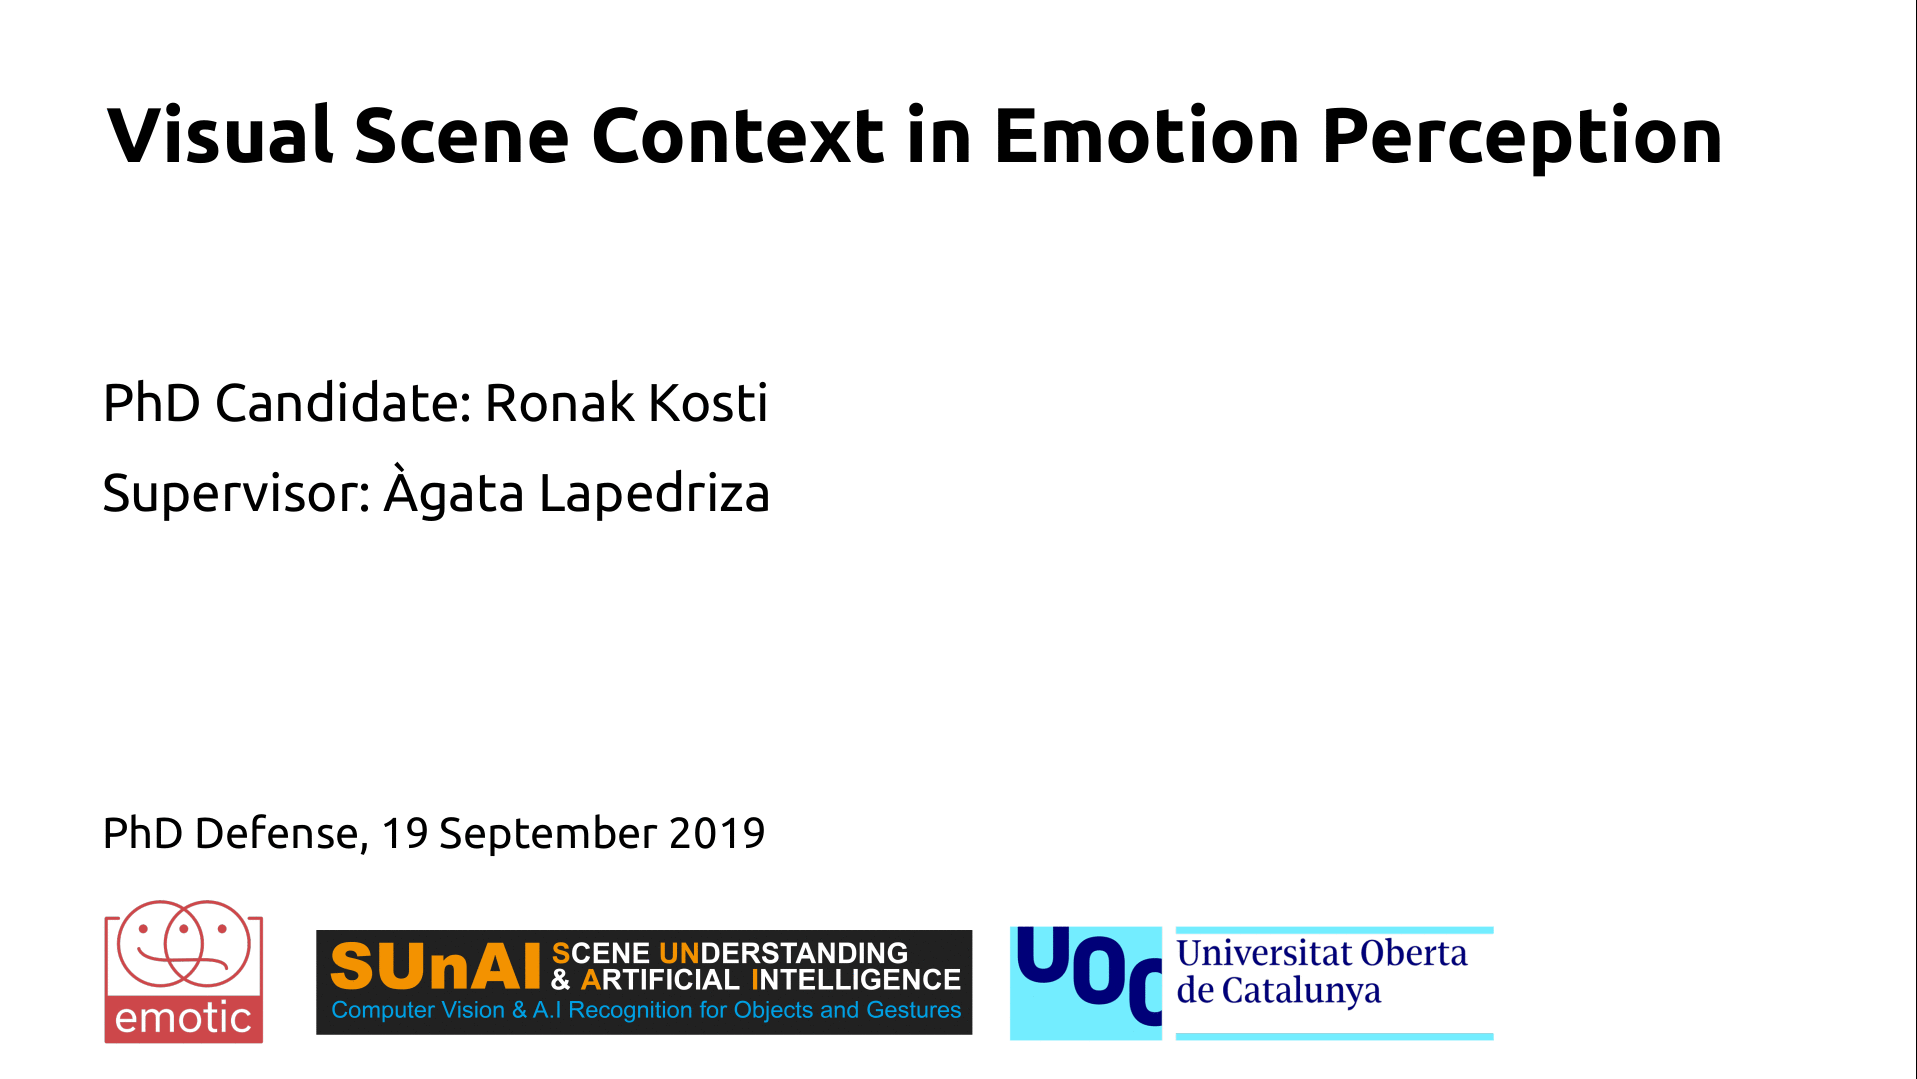 Visual Scene Context in Emotion Perception
PhD Candidate: Ronak Kosti
Supervisor: Àgata Lapedriza
PhD Defense, 19 September 2019
emotic
SUnAI SCENE UNDERSTANDING
& ARTIFICIAL INTELLIGENCE
Computer Vision & A.I Recognition for Objects and Gestures
UOC
Universitat Oberta
de Catalunya